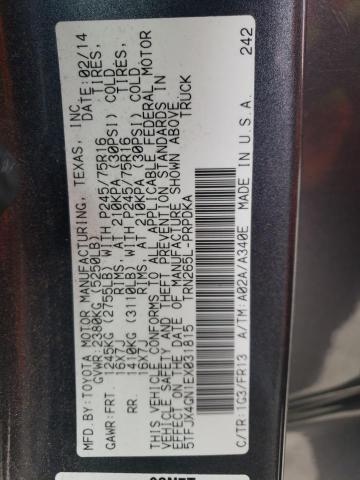 MFD.BY:TOYOTA MOTOR MANUFACTURING, TEXAS, INC.
GVWR: 2380KG (5250LB) DATE: 02/14
GAWR:FRT. 1245KG (2755LB) WITH P245/75R16 TIRES,
16X7J RIMS, AT 210KPA (30PSI) COLD
RR. 1410KG (3110LB) WITH P245/75R16 TIRES,
16X7J RIMS, AT 210KPA (30PSI) COLD
THIS VEHICLE CONFORMS TO ALL APPLICABLE FEDERAL MOTOR
VEHICLE SAFETY AND THEFT PREVENTION STANDARDS IN
EFFECT ON THE DATE OF MANUFACTURE SHOWN ABOVE.
5TFJX4GN1EX031815 TRUCK
TRN265L-PRPDKA
C/TR:1G3/FR13 A/TM:A02A/A340E MADE IN U.S.A. 242